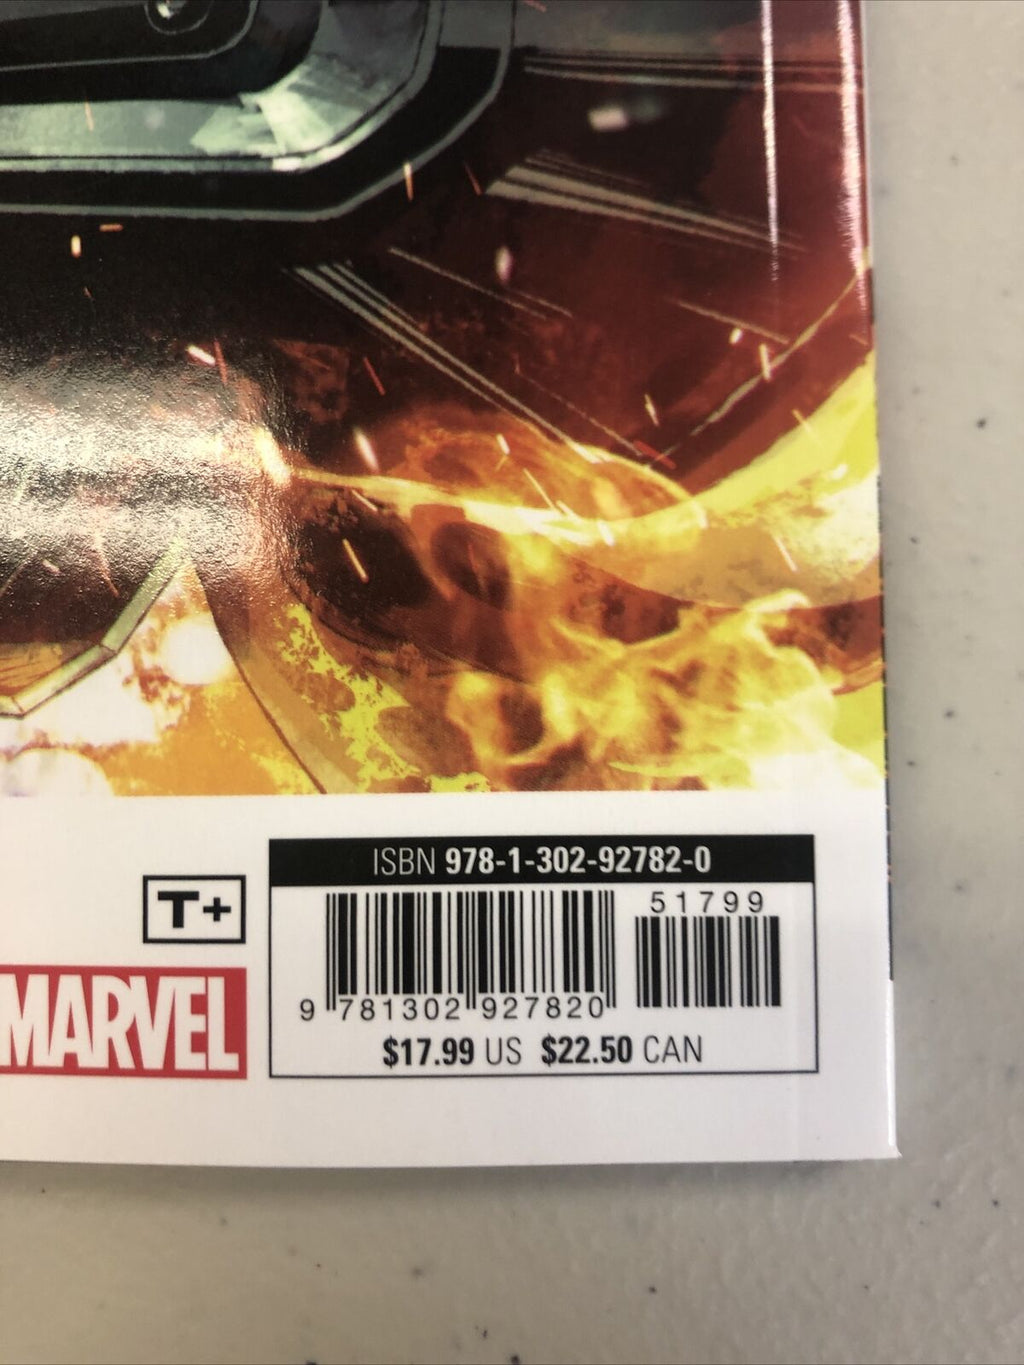 ISBN 978-1-302-92782-0
51799
T+
9 781302 927820
MARVEL
$17.99 US $22.50 CAN